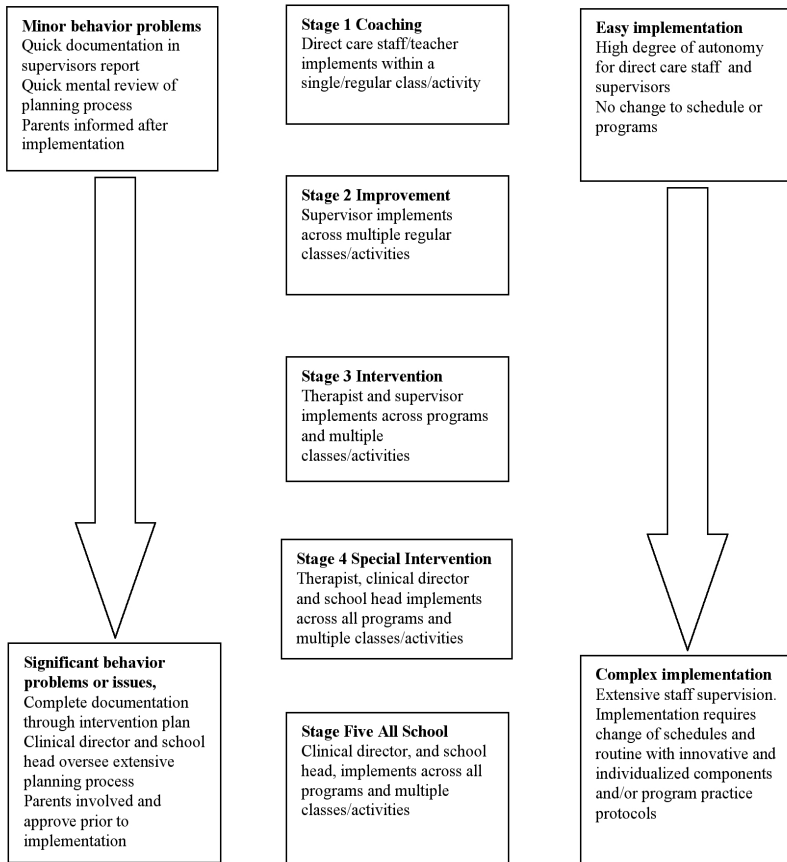 Minor behavior problems
Quick documentation in
supervisors report
Quick mental review of
planning process
Parents informed after
implementation
Stage 1 Coaching
Direct care staff/teacher
implements within a
single/regular class/activity
Easy implementation
High degree of autonomy
for direct care staff and
supervisors
No change to schedule or
programs
Stage 2 Improvement
Supervisor implements
across multiple regular
classes/activities
Stage 3 Intervention
Therapist and supervisor
implements across programs
and multiple
classes/activities
Stage 4 Special Intervention
Therapist, clinical director
and school head implements
across all programs and
multiple classes/activities
Significant behavior
problems or issues,
Complete documentation
through intervention plan
Clinical director and school
head oversee extensive
planning process
Parents involved and
approve prior to
implementation
Stage Five All School
Clinical director, and school
head, implements across all
programs and multiple
classes/activities
Complex implementation
Extensive staff supervision.
Implementation requires
change of schedules and
routine with innovative and
individualized components
and/or program practice
protocols